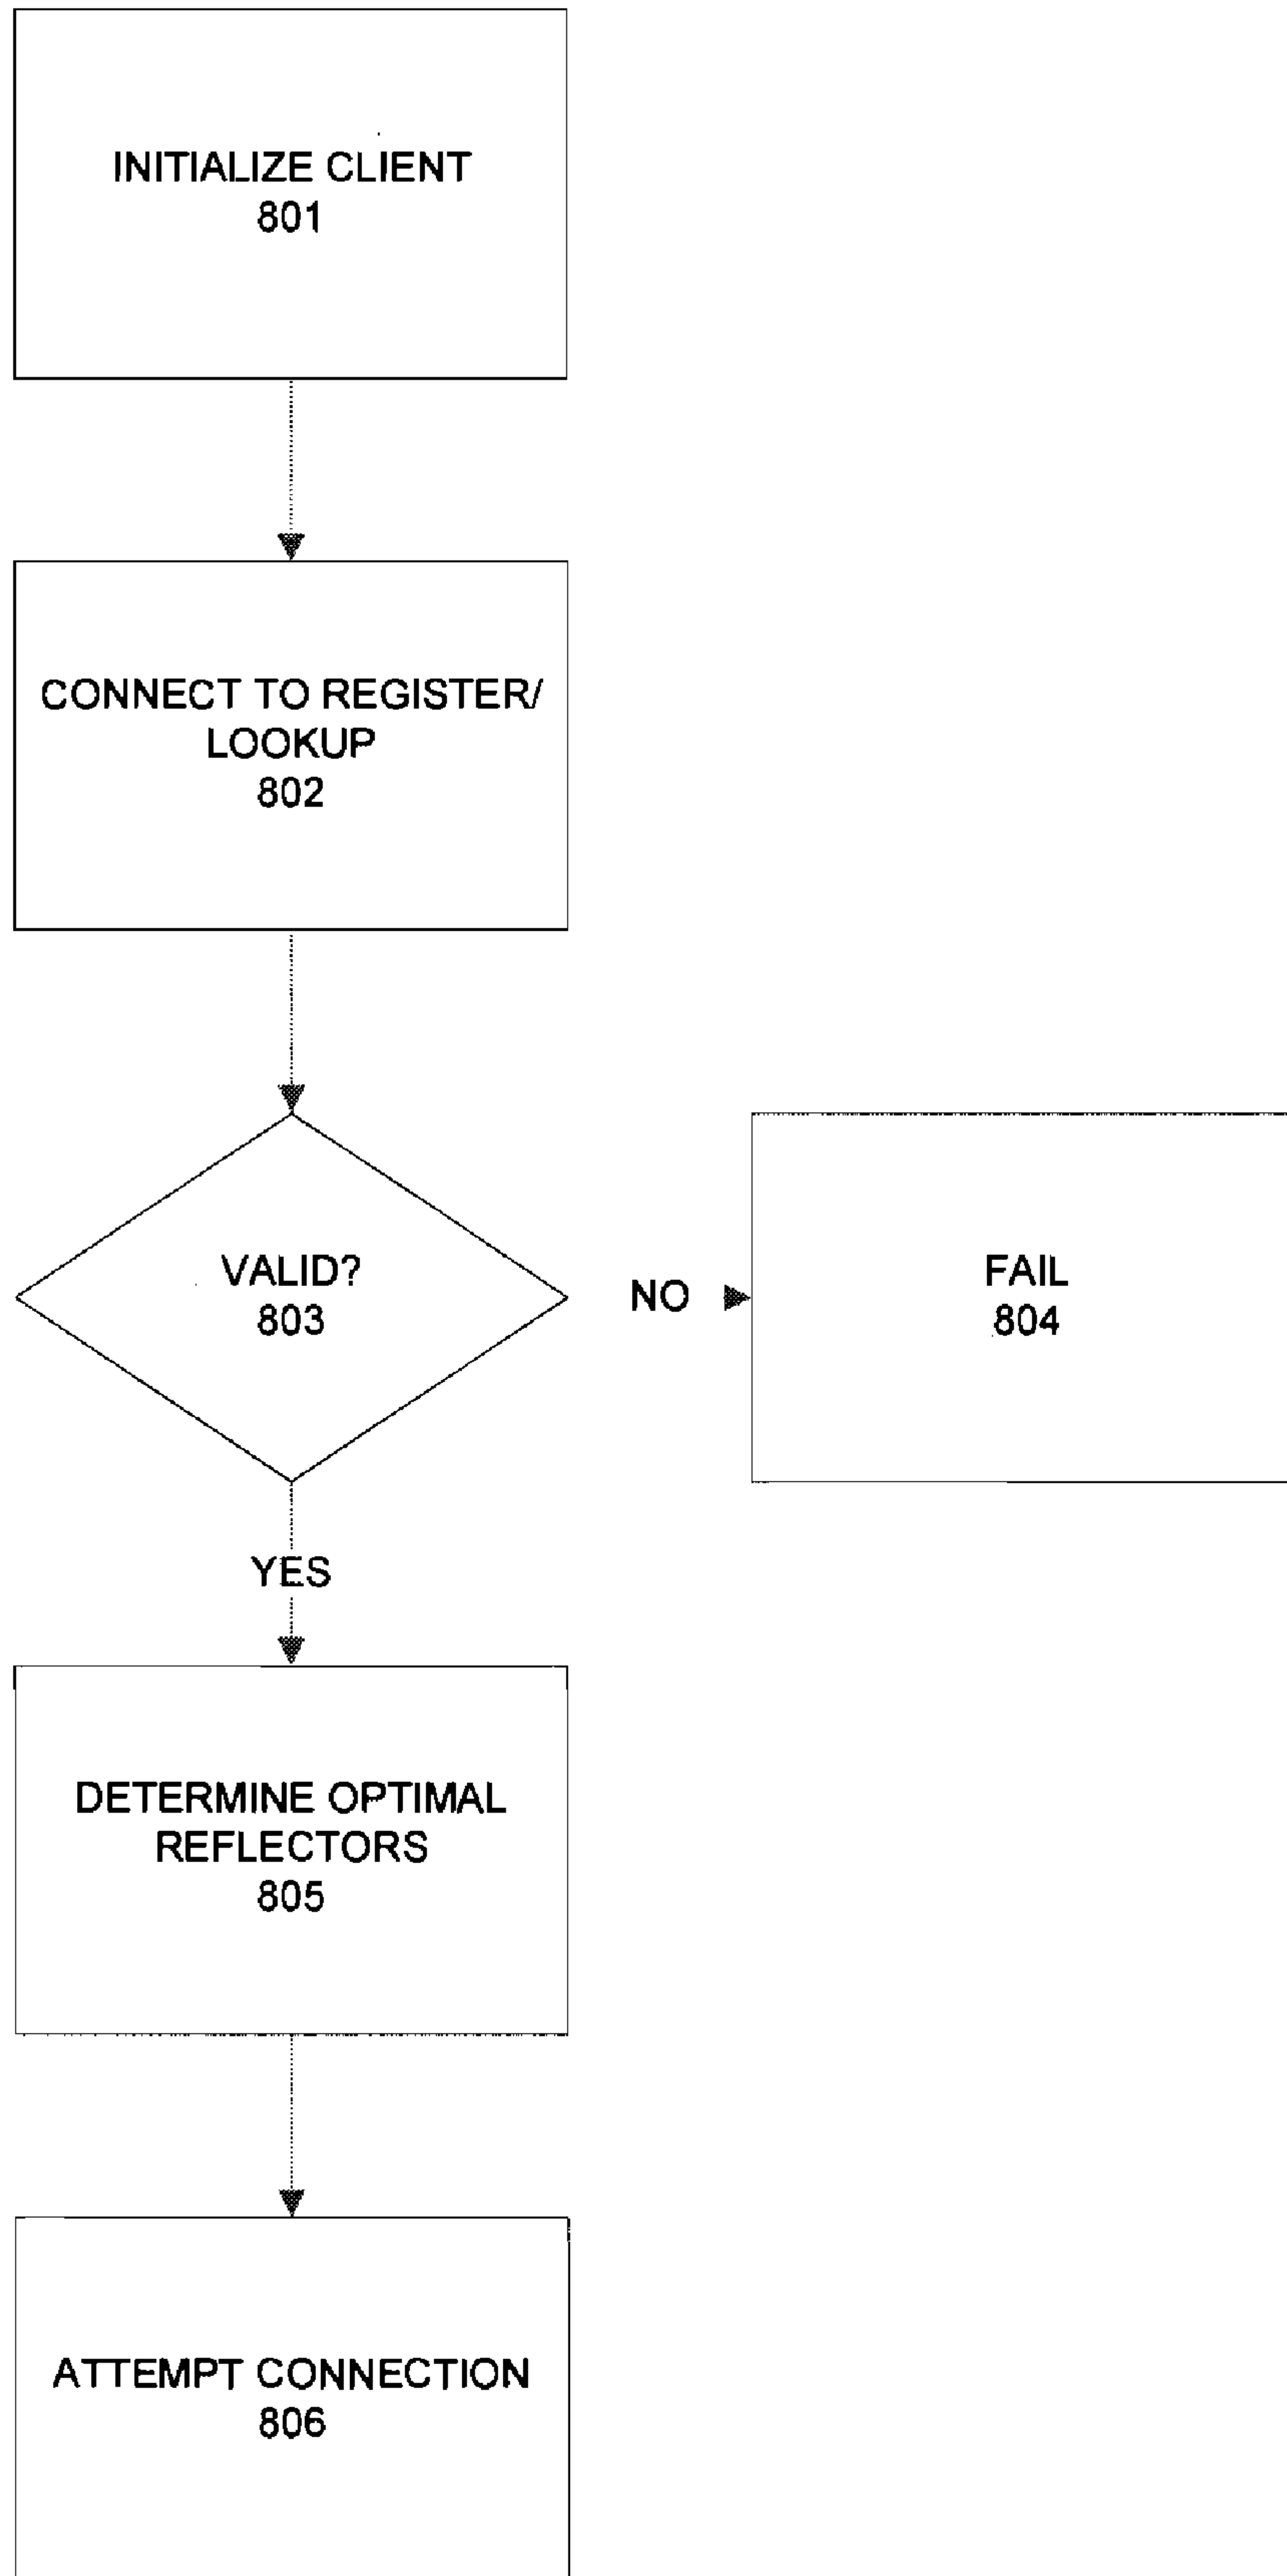 INITIALIZE CLIENT
801
CONNECT TO REGISTER/
LOOKUP
802
VALID?
803
NO
FAIL
804
YES
DETERMINE OPTIMAL
REFLECTORS
805
ATTEMPT CONNECTION
806